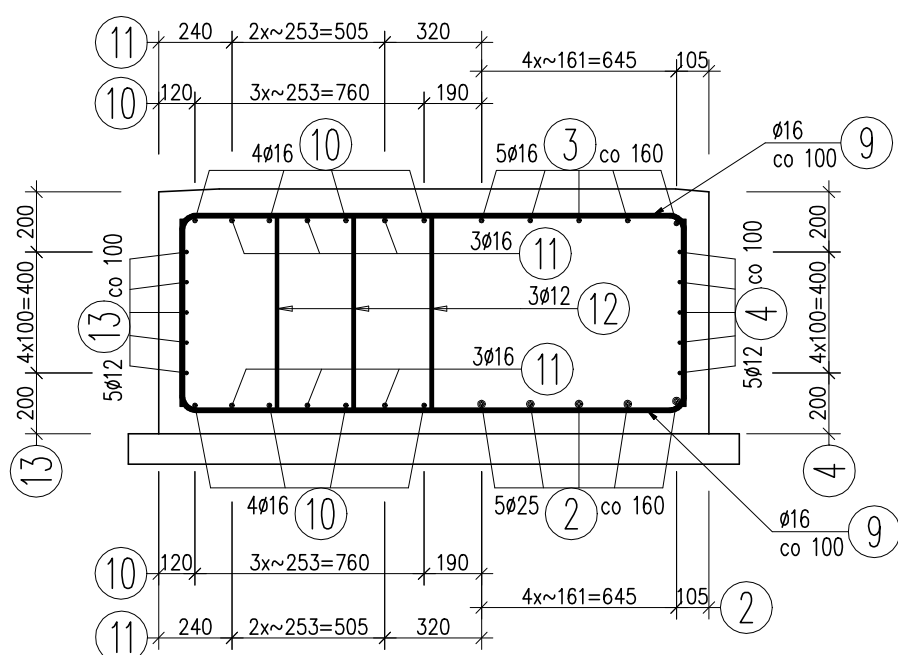 11 240 2x~253=505 320
4x~161=645 105
10 120 3x~253=760 190
4ø16 10 5ø16 3 co 160 ø16 co 100 9
200 4x100=400 200 13
5ø12 13 co 100
3ø16 11
3ø12 12
3ø16 11
5ø12 4 co 100
200 4x100=400 200 4
4ø16 10 5ø25 2 co 160
ø16 co 100 9
10 120 3x~253=760 190
4x~161=645 105 2
11 240 2x~253=505 320